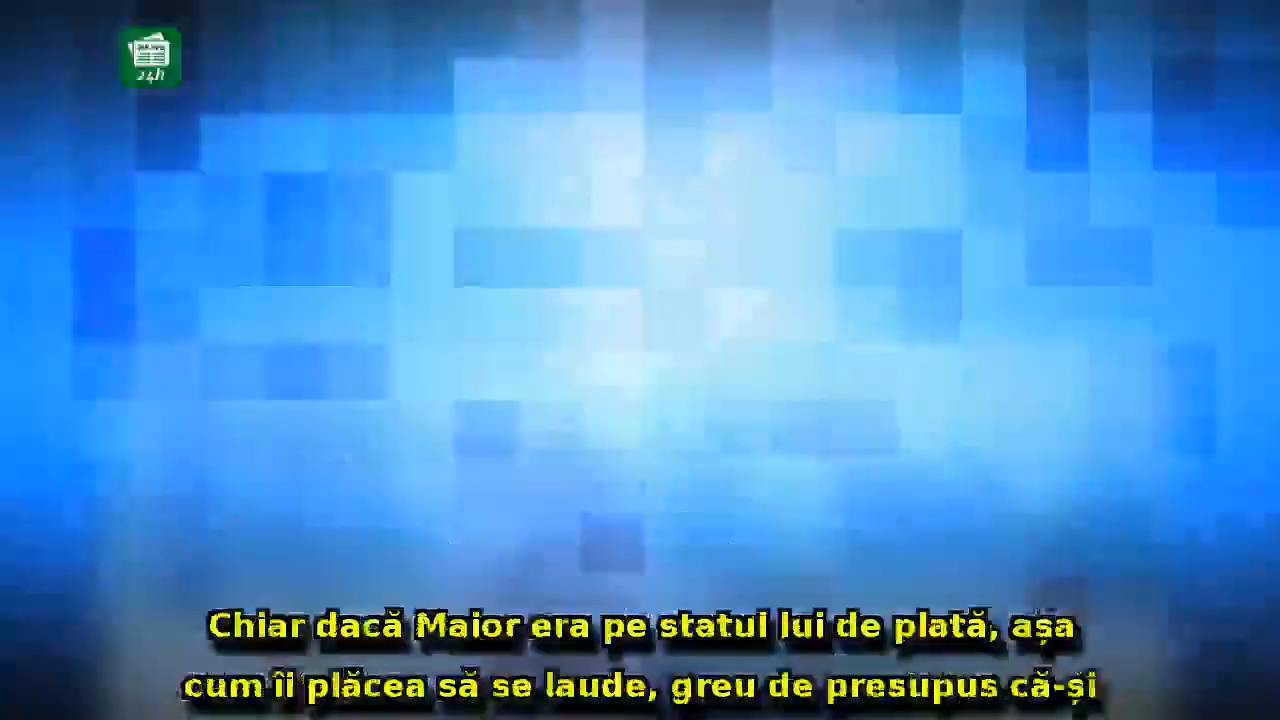 24h
Chiar dacă Maior era pe statul lui de plată, așa
cum îi plăcea să se laude, greu de presupus că-și